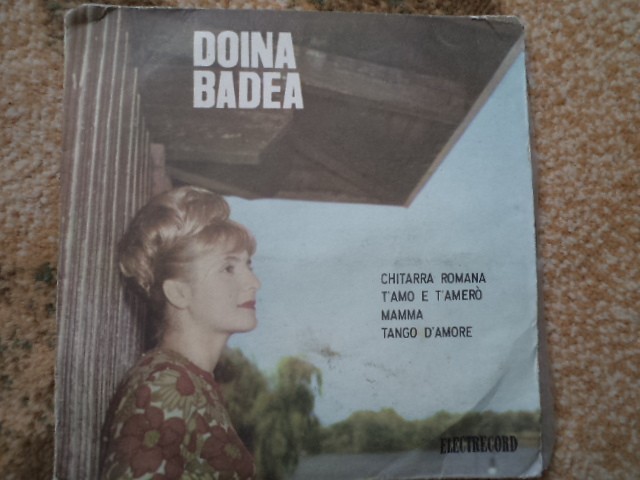 DOINA
BADEA
CHITARRA ROMANA
T'AMO E T'AMERÒ
MAMMA
TANGO D'AMORE
ELECTRECORD